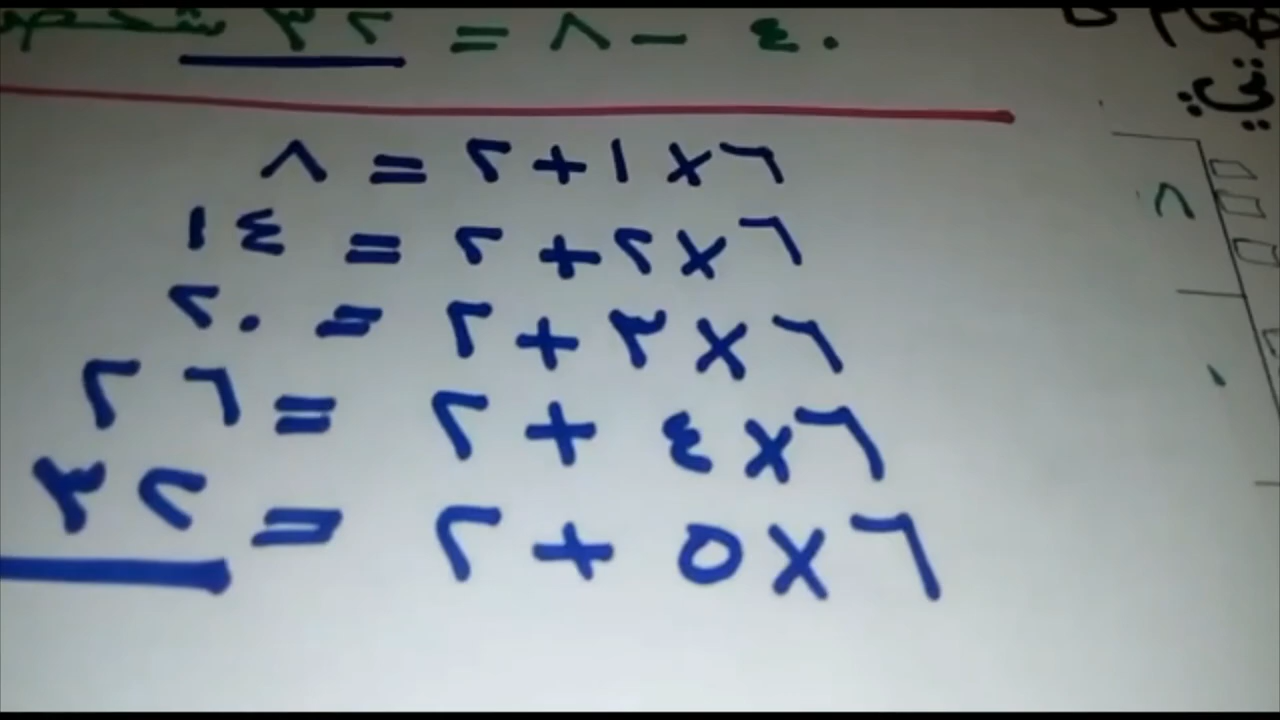 ٤٠ − ٨ = ٣٢
٦ × ١ + ٢ = ٨
٦ × ٢ + ٢ = ١٤
٦ × ٣ + ٢ = ٢٠
٦ × ٤ + ٢ = ٢٦
٦ × ٥ + ٢ = ٣٢